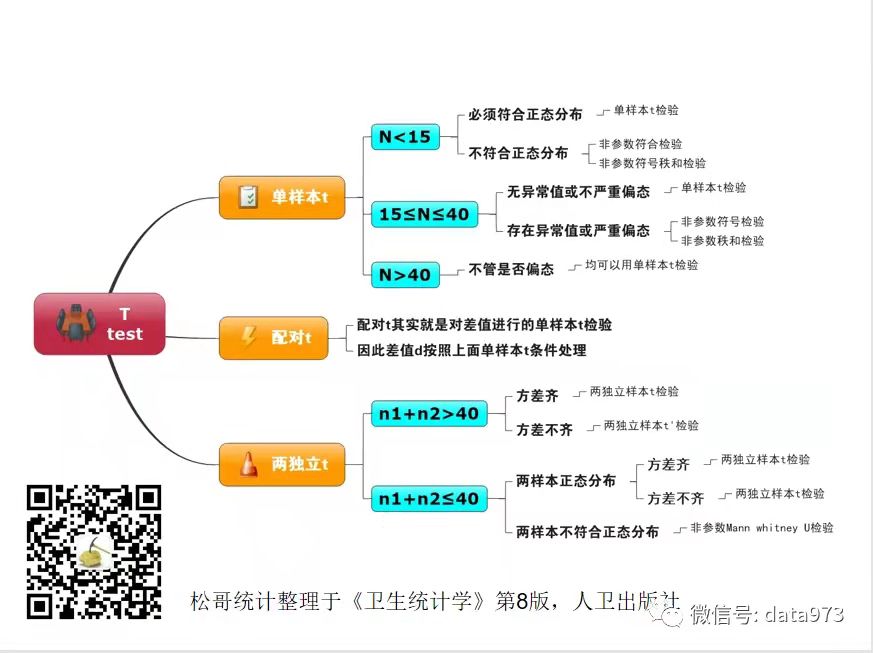 T
test
单样本t
N<15
必须符合正态分布
单样本t检验
不符合正态分布
非参数符合检验
非参数符号秩和检验
15≤N≤40
无异常值或不严重偏态
单样本t检验
存在异常值或严重偏态
非参数符号检验
非参数秩和检验
N>40
不管是否偏态
均可以用单样本t检验
配对t
配对t其实就是对差值进行的单样本t检验
因此差值d按照上面单样本t条件处理
两独立t
n1+n2>40
方差齐
两独立样本t检验
方差不齐
两独立样本t'检验
n1+n2≤40
两样本正态分布
方差齐
两独立样本t检验
方差不齐
两独立样本t检验
两样本不符合正态分布
非参数Mann whitney U检验
松哥统计整理于《卫生统计学》第8版，人卫出版社
微信号: data973